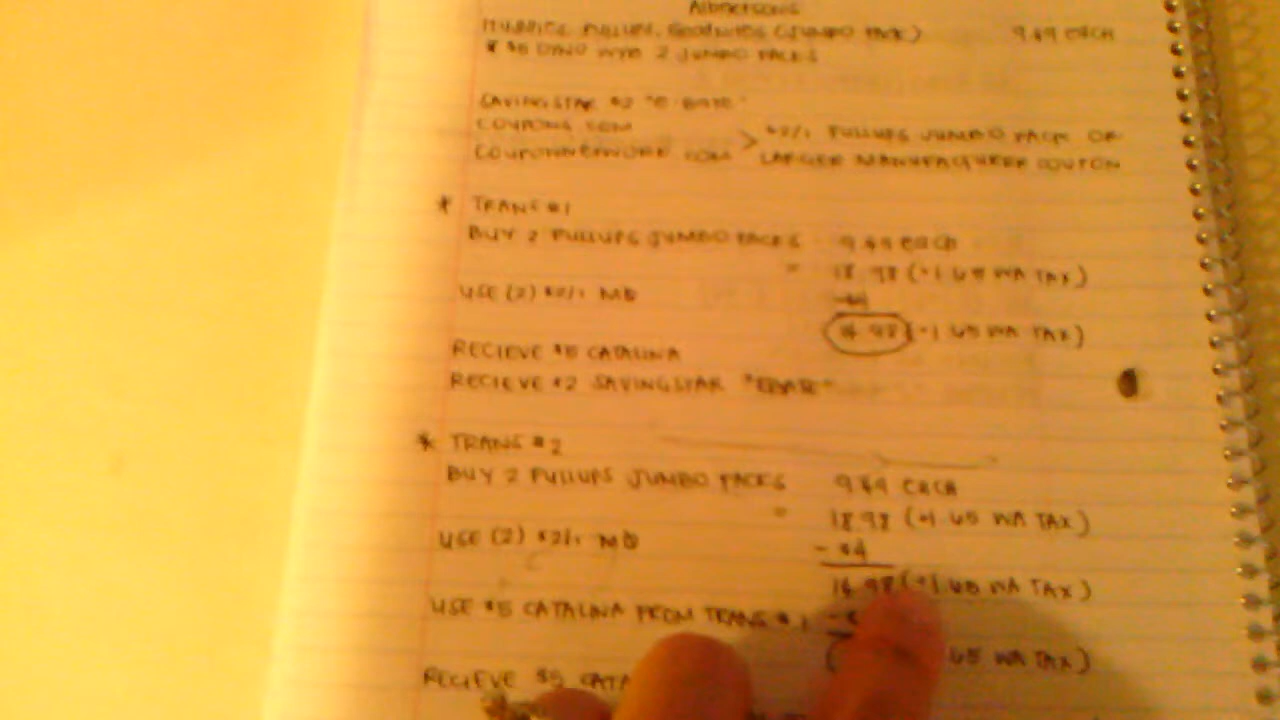 Albertsons
HUGGIES PULLUPS, GOODNITES (JUMBO PACK) 9.49 EACH
* $5 OYNO WYB 2 JUMBO PACKS
SAVINGSTAR $2 "E-BATE"
COUPONS.COM
COUPONNETWORK.COM > $2/1 PULLUPS JUMBO PACK OR
LARGER MANUFACTURER COUPON
* TRANS #1
BUY 2 PULLUPS JUMBO PACKS 9.49 EACH
= 18.98 (+1.65 WA TAX)
USE (2) $2/1 MQ -$4
14.98 (+1.65 WA TAX)
RECIEVE $5 CATALINA
RECIEVE $2 SAVINGSTAR "EBATE"
* TRANS #2
BUY 2 PULLUPS JUMBO PACKS 9.49 EACH
= 18.98 (+1.65 WA TAX)
USE (2) $2/1 MQ - $4
14.98 (+1.65 WA TAX)
USE $5 CATALINA FROM TRANS #1 -
( 65 WA TAX)
RECIEVE $5 CATA